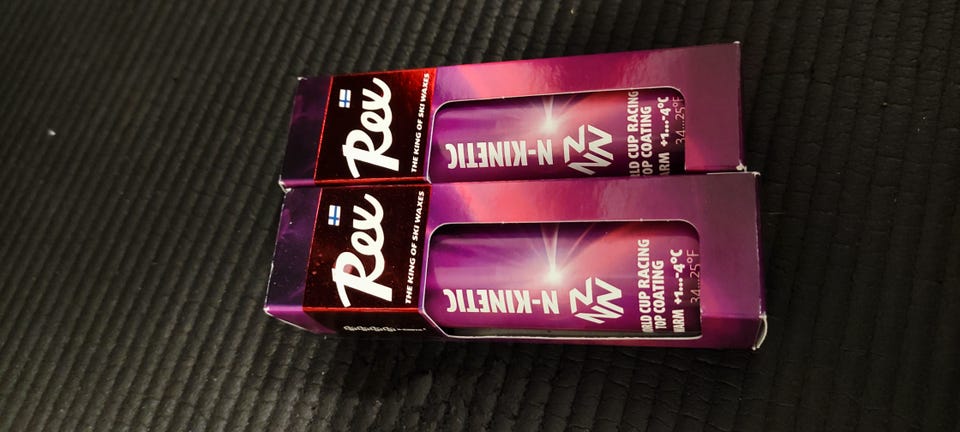 Rex
THE KING OF SKI WAXES
N-KINETIC
WORLD CUP RACING
TOP COATING
WARM +1...-4°C
34...25°F
Rex
THE KING OF SKI WAXES
N-KINETIC
WORLD CUP RACING
TOP COATING
WARM +1...-4°C
34...25°F